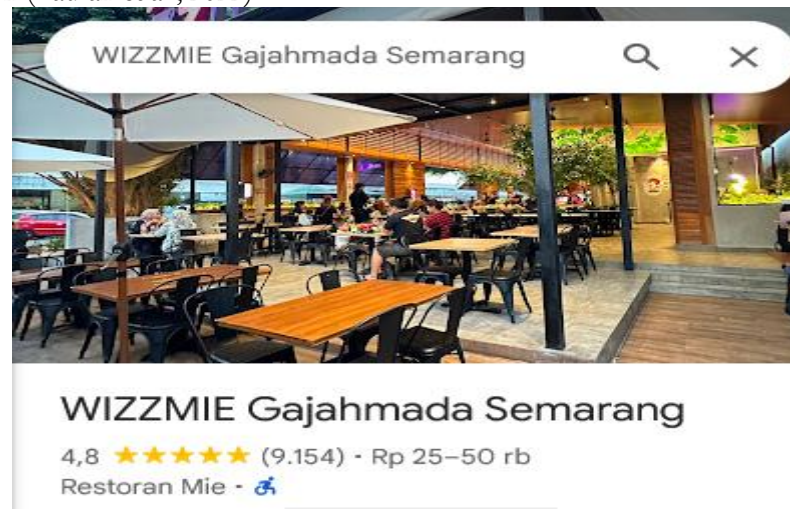 WIZZMIE Gajahmada Semarang
WIZZMIE Gajahmada Semarang
4,8 (9.154) · Rp 25–50 rb
Restoran Mie ·